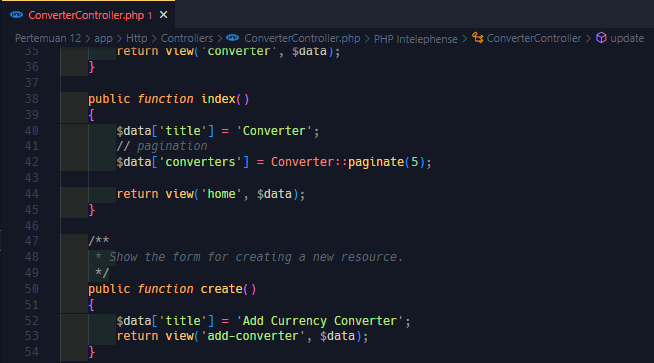 ConverterController.php 1 ×
Pertemuan 12 > app > Http > Controllers > ConverterController.php > PHP Intelephense > ConverterController > update
35 return view('converter', $data);
36 }
37
38 public function index()
39 {
40 $data['title'] = 'Converter';
41 // pagination
42 $data['converters'] = Converter::paginate(5);
43
44 return view('home', $data);
45 }
46
47 /**
48 * Show the form for creating a new resource.
49 */
50 public function create()
51 {
52 $data['title'] = 'Add Currency Converter';
53 return view('add-converter', $data);
54 }